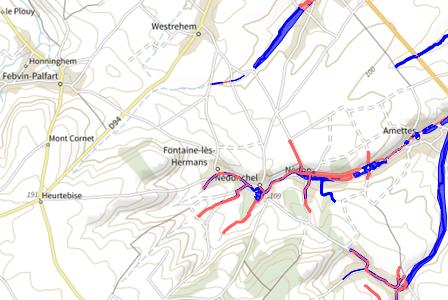 le Plouy
Westrehem
Honninghem
Febvin-Palfart
D94
100
Amettes
Mont Cornet
Fontaine-lès-
Hermans
Nédon
Nédonchel
191
Heurtebise
109